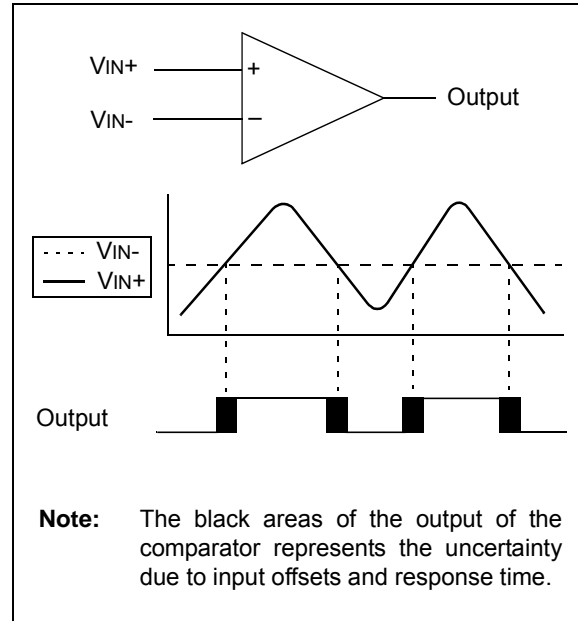 VIN+
+
Output
VIN-
–
VIN-
VIN+
Output
Note: The black areas of the output of the
comparator represents the uncertainty
due to input offsets and response time.